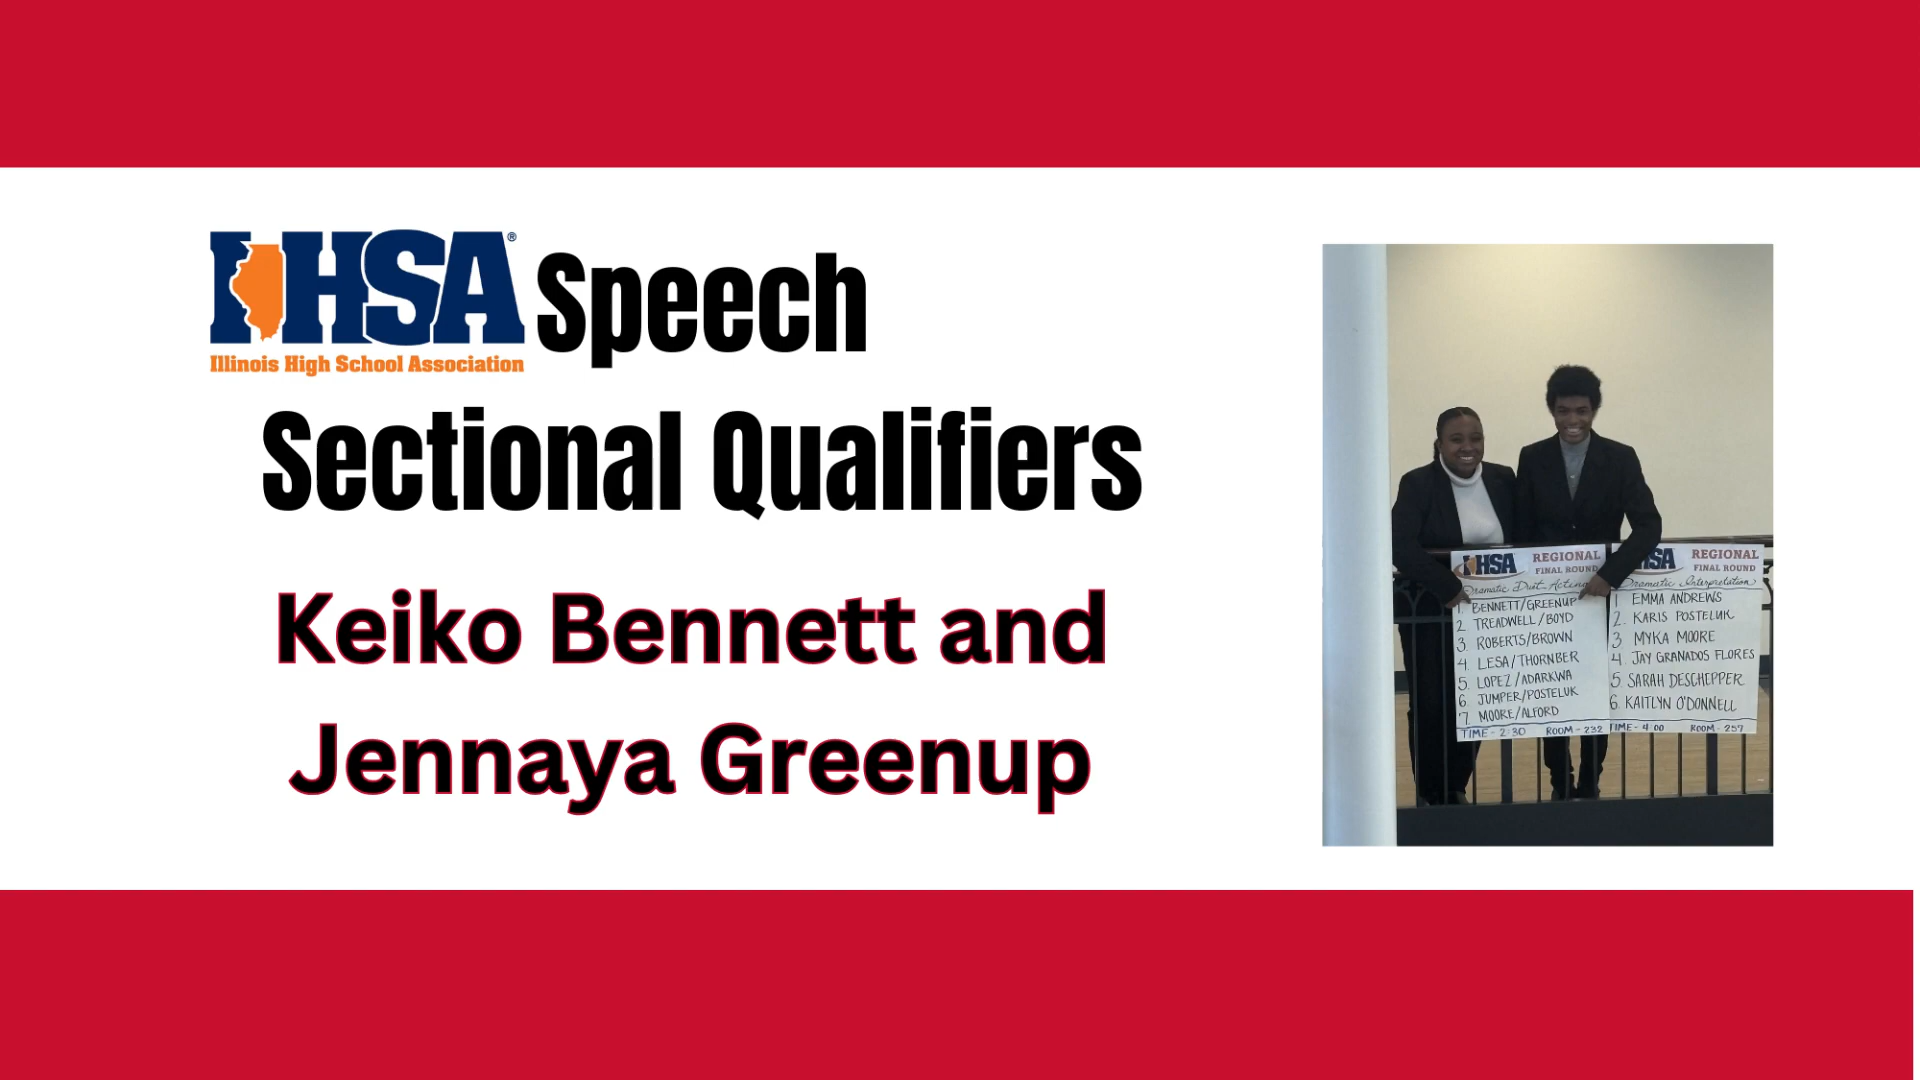 IHSA®
Illinois High School Association
Speech
Sectional Qualifiers
Keiko Bennett and
Jennaya Greenup
IHSA REGIONAL
FINAL ROUND
Dramatic Duet Acting
1. BENNETT/GREENUP
2 TREADWELL/BOYD
3. ROBERTS/BROWN
4. LESA/THORNBER
5. LOPEZ/ADARKWA
6. JUMPER/POSTELUK
7. MOORE/ALFORD
TIME - 2:30 ROOM - 232
SA REGIONAL
FINAL ROUND
Dramatic Interpretation
1 EMMA ANDREWS
2. KARIS POSTELUK
3 MYKA MOORE
4. JAY GRANADOS FLORES
5. SARAH DESCHEPPER
6. KAITLYN O'DONNELL
TIME - 4:00 ROOM - 257